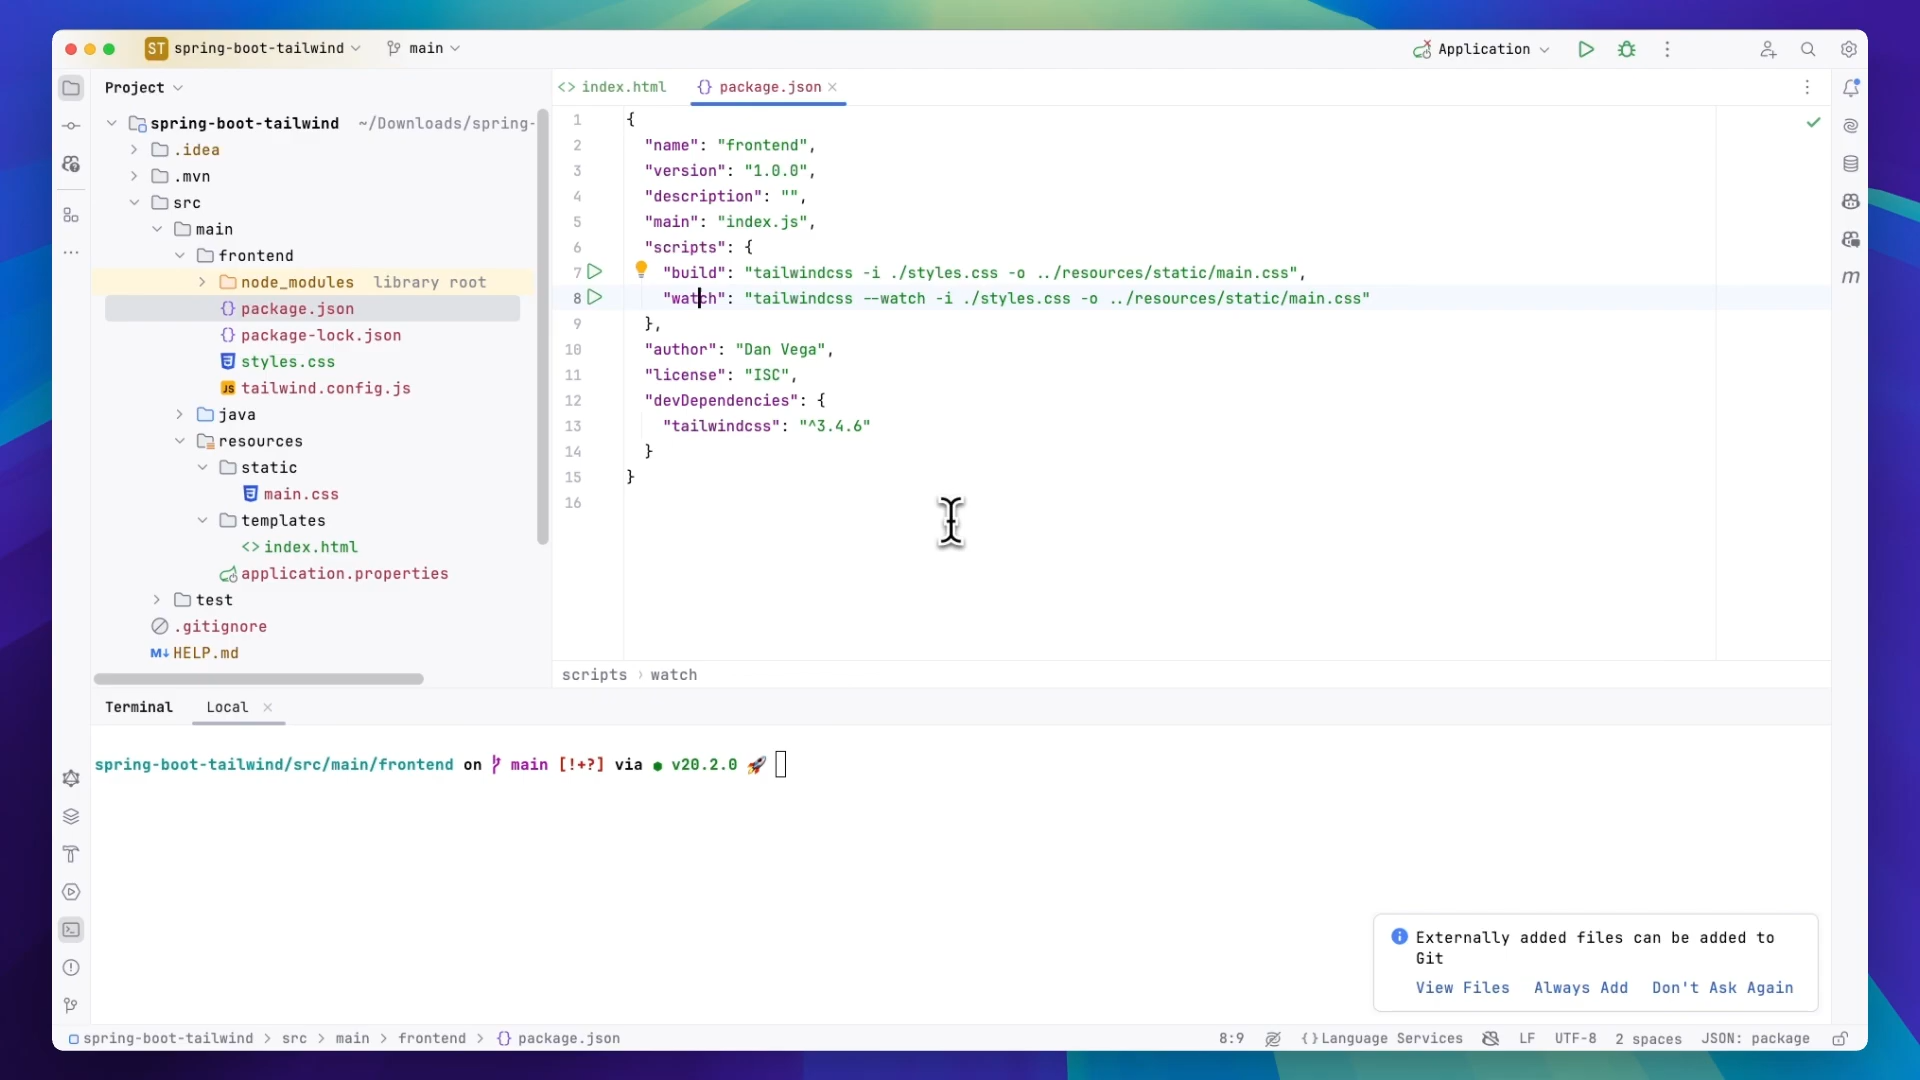 ST spring-boot-tailwind main Application
Project
index.html package.json
spring-boot-tailwind ~/Downloads/spring-
.idea
.mvn
src
main
frontend
node_modules library root
package.json
package-lock.json
styles.css
JS tailwind.config.js
java
resources
static
main.css
templates
index.html
application.properties
test
.gitignore
M↓ HELP.md
1 {
2 "name": "frontend",
3 "version": "1.0.0",
4 "description": "",
5 "main": "index.js",
6 "scripts": {
7 "build": "tailwindcss -i ./styles.css -o ../resources/static/main.css",
8 "watch": "tailwindcss --watch -i ./styles.css -o ../resources/static/main.css"
9 },
10 "author": "Dan Vega",
11 "license": "ISC",
12 "devDependencies": {
13 "tailwindcss": "^3.4.6"
14 }
15 }
16
scripts › watch
m
Terminal Local
spring-boot-tailwind/src/main/frontend on main [!+?] via v20.2.0 🚀
Externally added files can be added to
Git
View Files Always Add Don't Ask Again
spring-boot-tailwind > src > main > frontend > {} package.json 8:9 {} Language Services LF UTF-8 2 spaces JSON: package